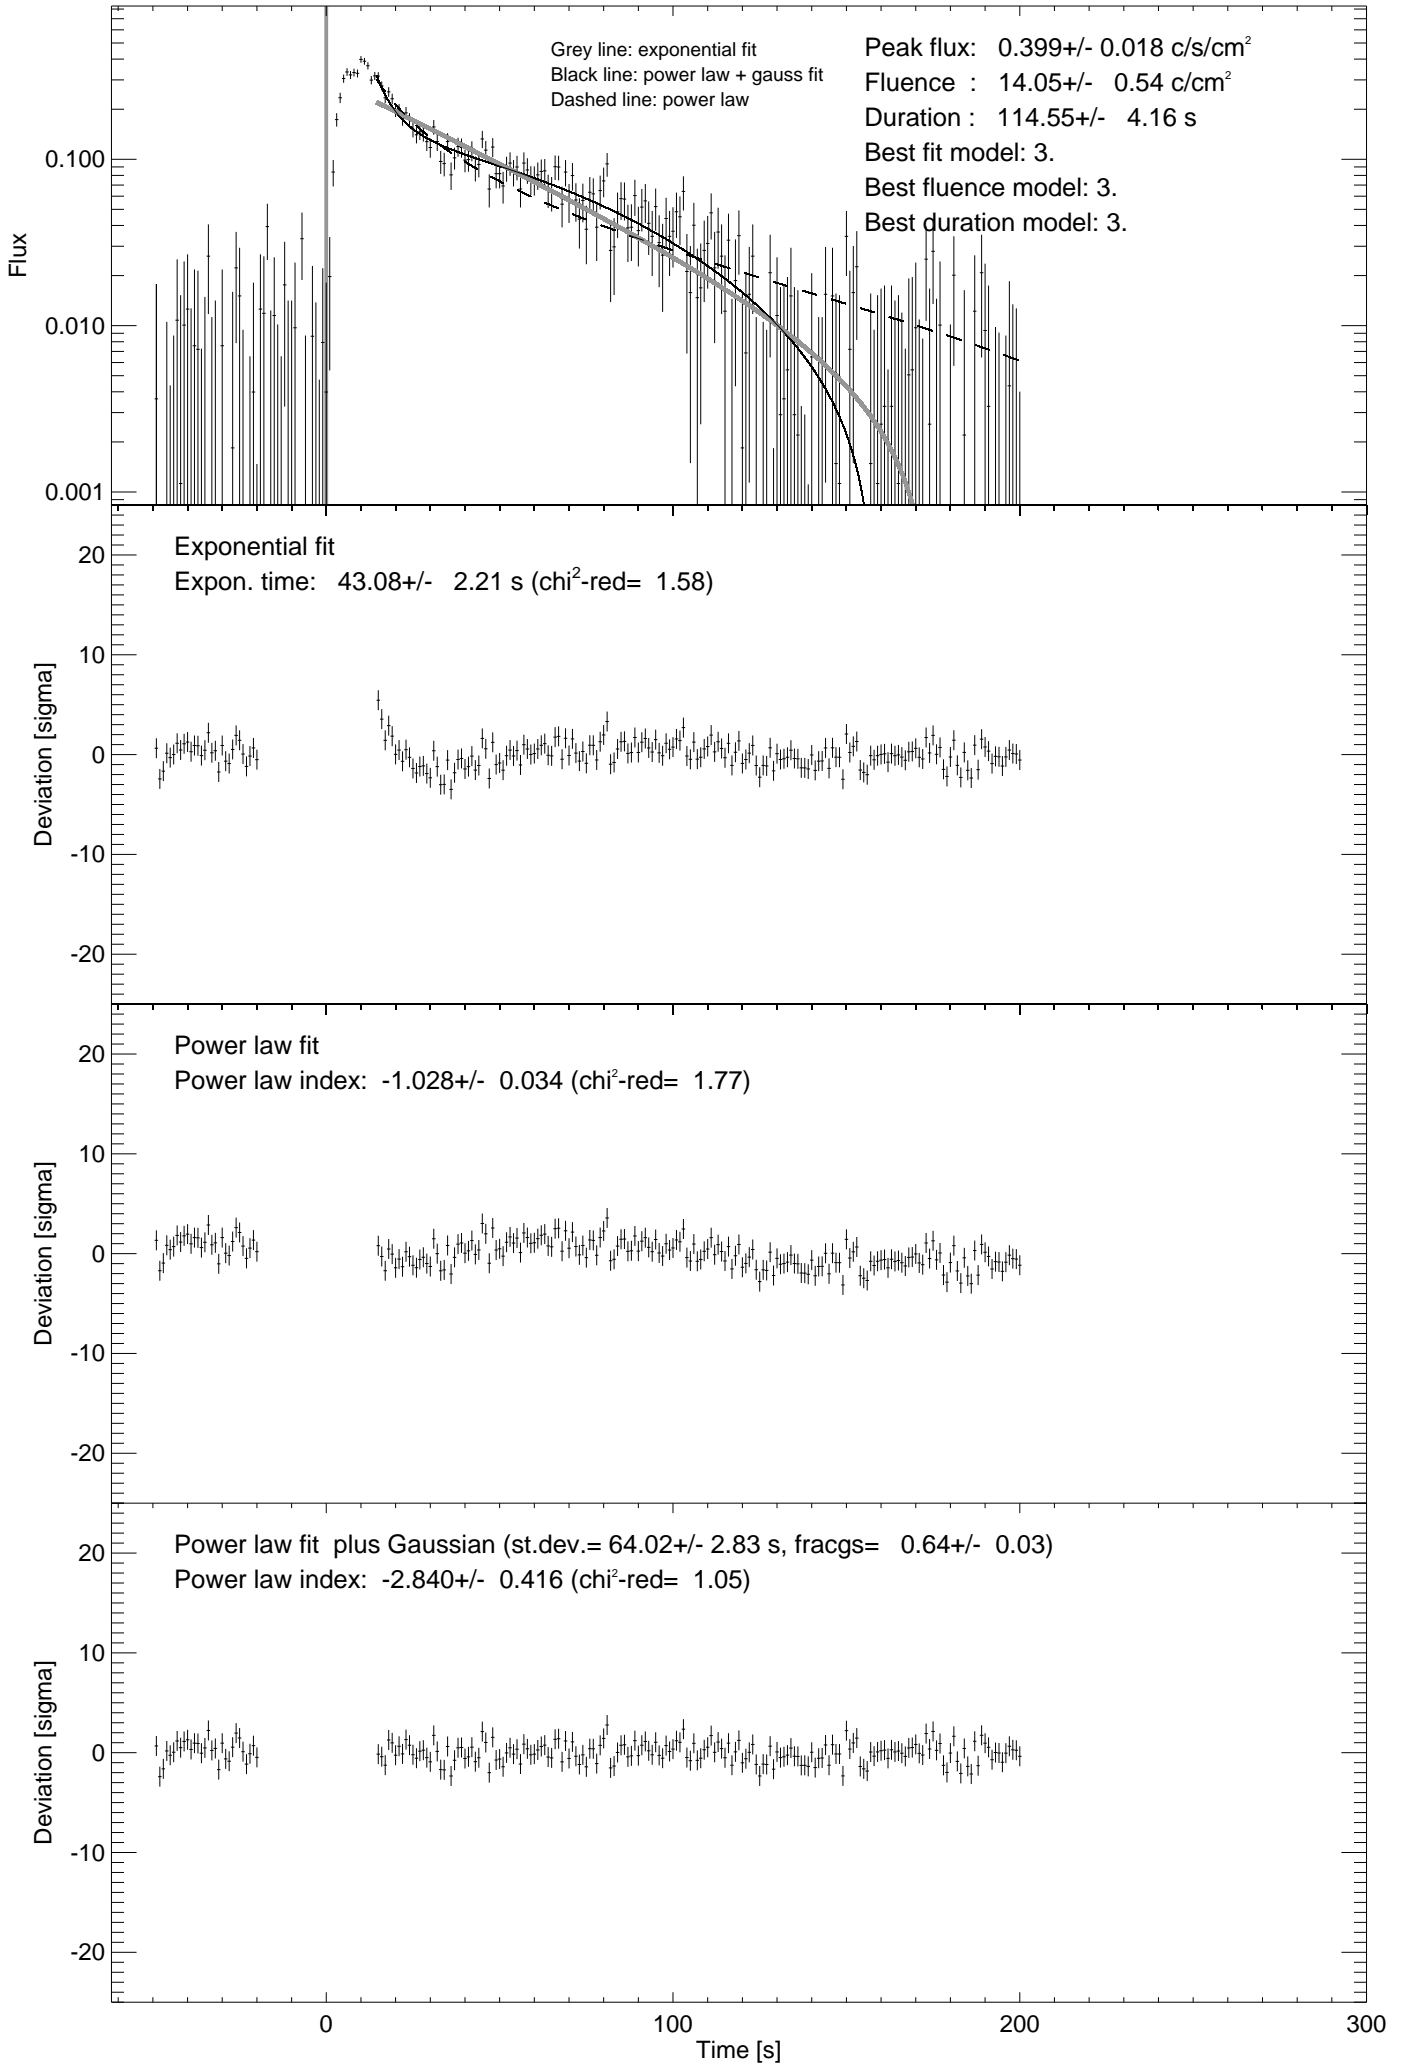 Grey line: exponential fit
Black line: power law + gauss fit
Dashed line: power law
Peak flux: 0.399+/- 0.018 c/s/cm²
Fluence : 14.05+/- 0.54 c/cm²
Duration : 114.55+/- 4.16 s
Best fit model: 3.
Best fluence model: 3.
Best duration model: 3.
Flux
0.100
0.010
0.001
Exponential fit
Expon. time: 43.08+/- 2.21 s (chi²-red= 1.58)
Deviation [sigma]
20
10
0
-10
-20
Power law fit
Power law index: -1.028+/- 0.034 (chi²-red= 1.77)
Deviation [sigma]
20
10
0
-10
-20
Power law fit plus Gaussian (st.dev.= 64.02+/- 2.83 s, fracgs= 0.64+/- 0.03)
Power law index: -2.840+/- 0.416 (chi²-red= 1.05)
Deviation [sigma]
20
10
0
-10
-20
0 100 200 300
Time [s]